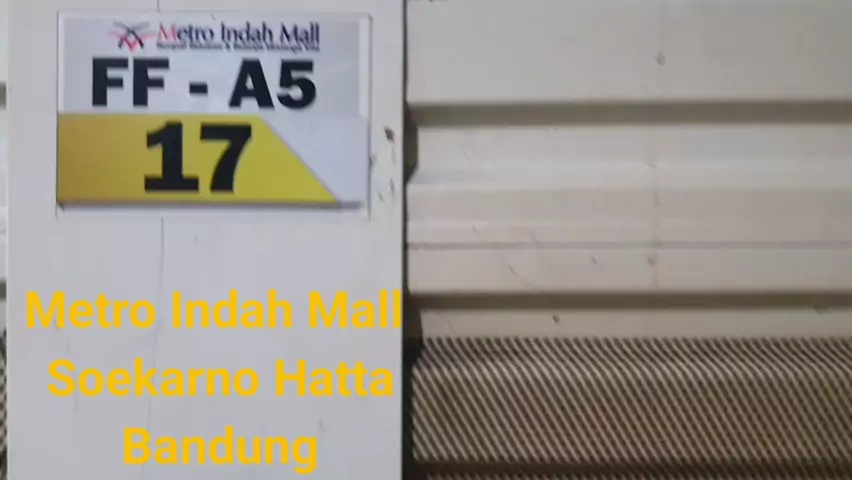 Metro Indah Mall
FF - A5
17
Metro Indah Mall
Soekarno Hatta
Bandung